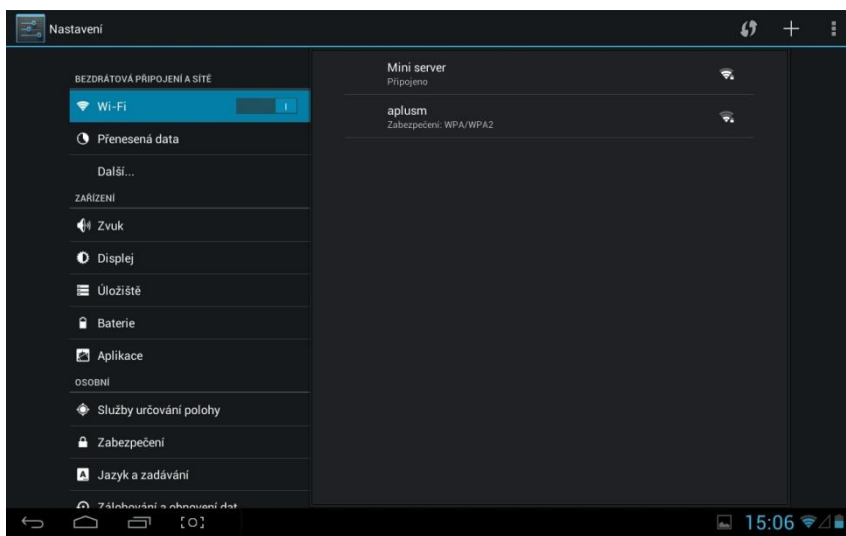 Nastavení
BEZDRÁTOVÁ PŘIPOJENÍ A SÍTĚ
Wi-Fi
Přenesená data
Další...
ZAŘÍZENÍ
Zvuk
Displej
Úložiště
Baterie
Aplikace
OSOBNÍ
Služby určování polohy
Zabezpečení
Jazyk a zadávání
Zálohování a obnovení dat
Mini server
Připojeno
aplusm
Zabezpečení: WPA/WPA2
15:06